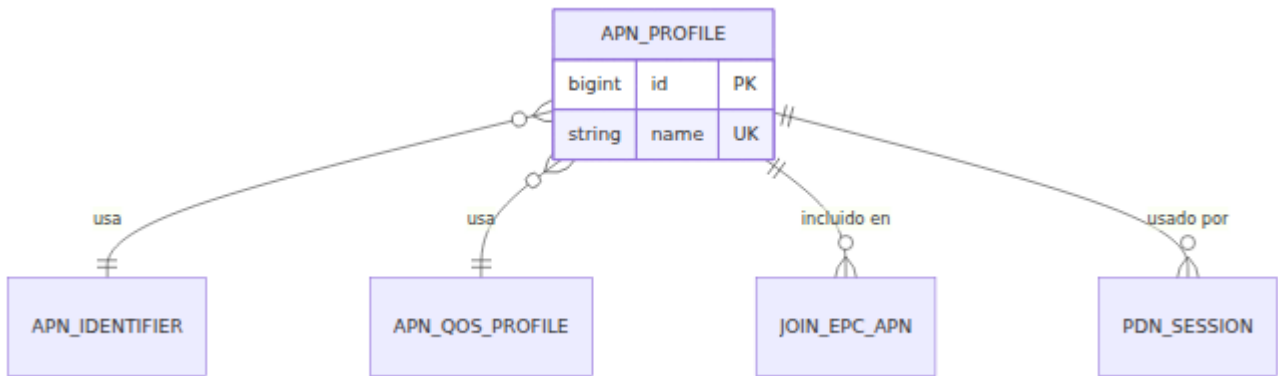 APN_PROFILE
bigint id PK
string name UK
usa
usa
incluido en
usado por
APN_IDENTIFIER
APN_QOS_PROFILE
JOIN_EPC_APN
PDN_SESSION